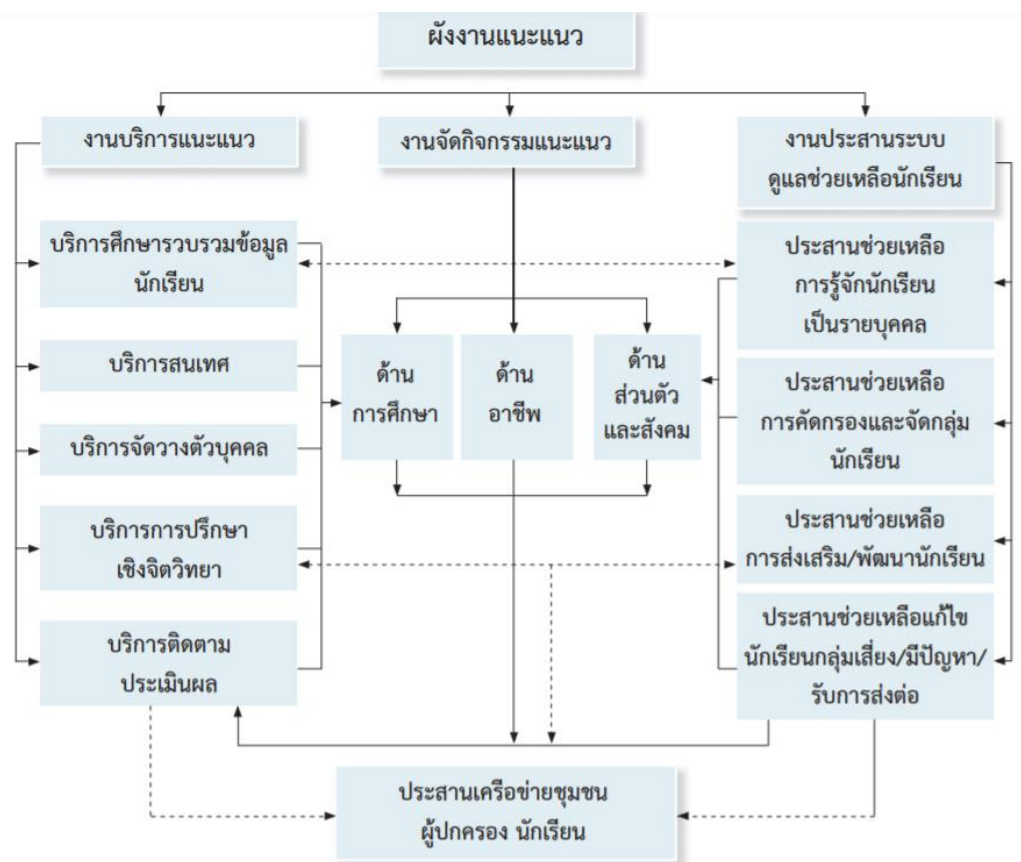 ผังงานแนะแนว
งานบริการแนะแนว
งานจัดกิจกรรมแนะแนว
งานประสานระบบ
ดูแลช่วยเหลือนักเรียน
บริการศึกษารวบรวมข้อมูล
นักเรียน
บริการสนเทศ
บริการจัดวางตัวบุคคล
บริการการปรึกษา
เชิงจิตวิทยา
บริการติดตาม
ประเมินผล
ด้าน
การศึกษา
ด้าน
อาชีพ
ด้าน
ส่วนตัว
และสังคม
ประสานช่วยเหลือ
การรู้จักนักเรียน
เป็นรายบุคคล
ประสานช่วยเหลือ
การคัดกรองและจัดกลุ่ม
นักเรียน
ประสานช่วยเหลือ
การส่งเสริม/พัฒนานักเรียน
ประสานช่วยเหลือแก้ไข
นักเรียนกลุ่มเสี่ยง/มีปัญหา/
รับการส่งต่อ
ประสานเครือข่ายชุมชน
ผู้ปกครอง นักเรียน